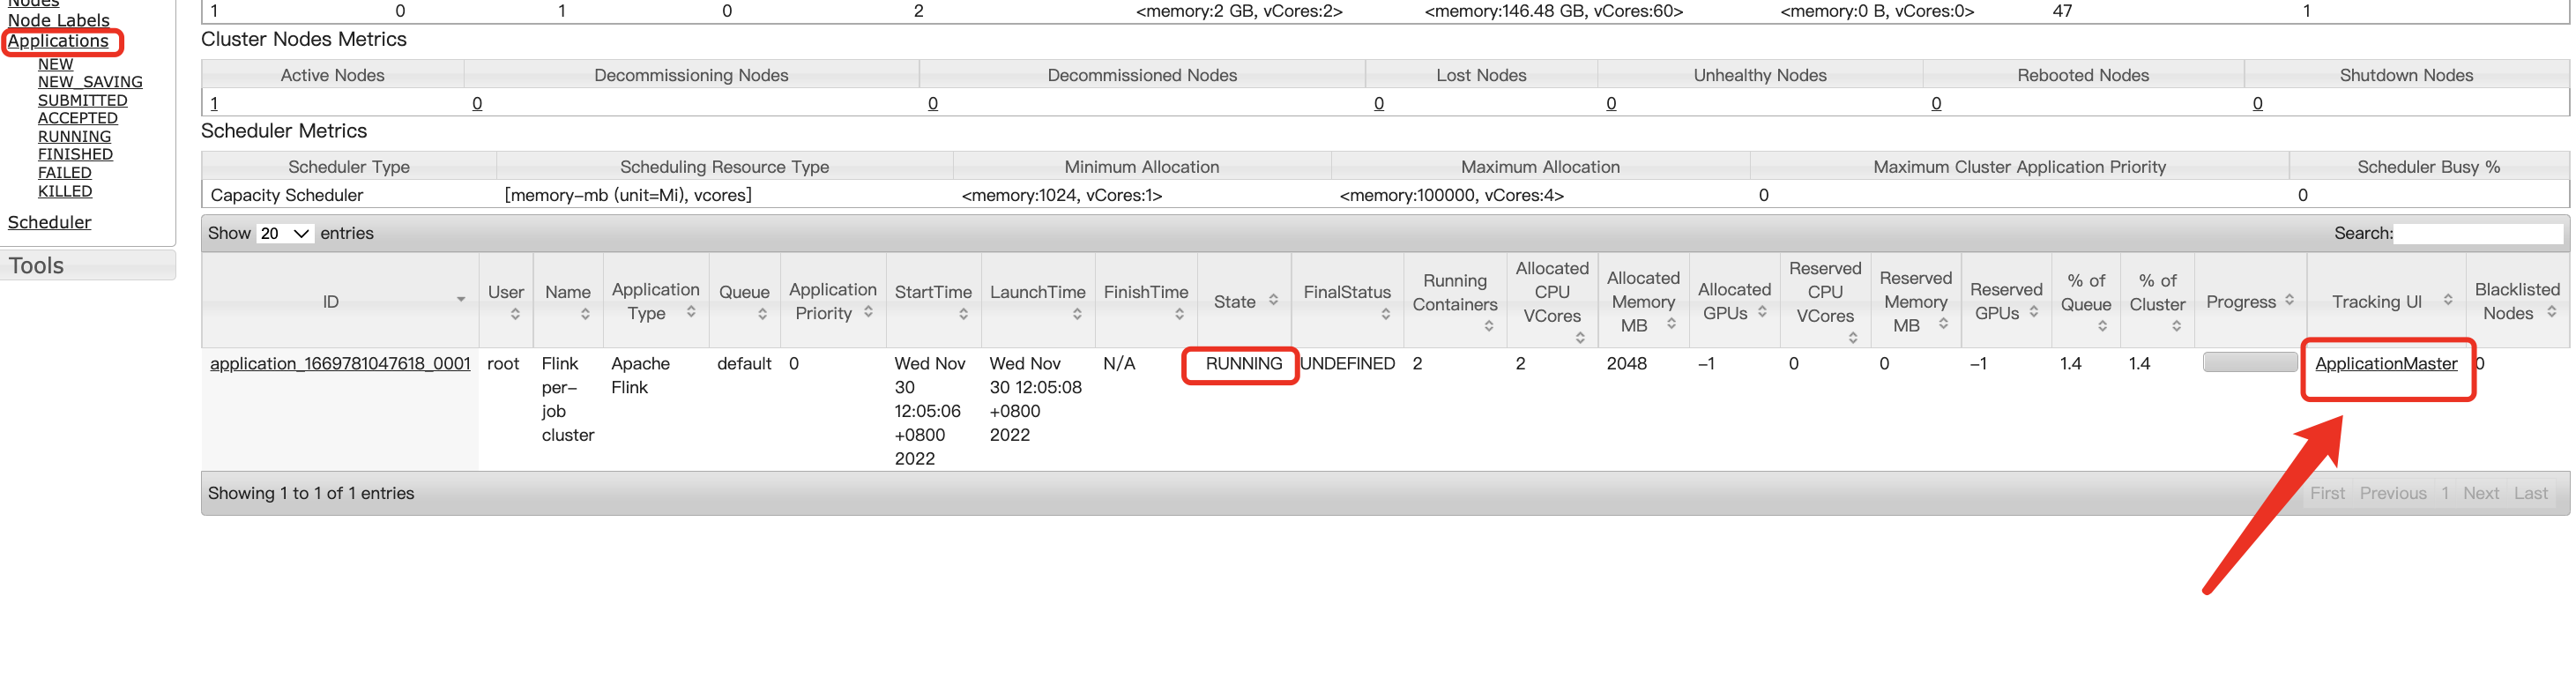 Nodes
Node Labels
Applications
NEW
NEW_SAVING
SUBMITTED
ACCEPTED
RUNNING
FINISHED
FAILED
KILLED
Scheduler
Tools
1 0 1 0 2 <memory:2 GB, vCores:2> <memory:146.48 GB, vCores:60> <memory:0 B, vCores:0> 47 1
Cluster Nodes Metrics
Active Nodes Decommissioning Nodes Decommissioned Nodes Lost Nodes Unhealthy Nodes Rebooted Nodes Shutdown Nodes
1 0 0 0 0 0 0
Scheduler Metrics
Scheduler Type Scheduling Resource Type Minimum Allocation Maximum Allocation Maximum Cluster Application Priority Scheduler Busy %
Capacity Scheduler [memory-mb (unit=Mi), vcores] <memory:1024, vCores:1> <memory:100000, vCores:4> 0 0
Show 20 entries Search:
ID
User
Name
Application
Type
Queue
Application
Priority
StartTime
LaunchTime
FinishTime
State
FinalStatus
Running
Containers
Allocated
CPU
VCores
Allocated
Memory
MB
Allocated
GPUs
Reserved
CPU
VCores
Reserved
Memory
MB
Reserved
GPUs
% of
Queue
% of
Cluster
Progress
Tracking UI
Blacklisted
Nodes
application_1669781047618_0001
root
Flink
per-
job
cluster
Apache
Flink
default
0
Wed Nov
30
12:05:06
+0800
2022
Wed Nov
30 12:05:08
+0800
2022
N/A
RUNNING
UNDEFINED
2
2
2048
-1
0
0
-1
1.4
1.4
ApplicationMaster
0
Showing 1 to 1 of 1 entries
First Previous 1 Next Last